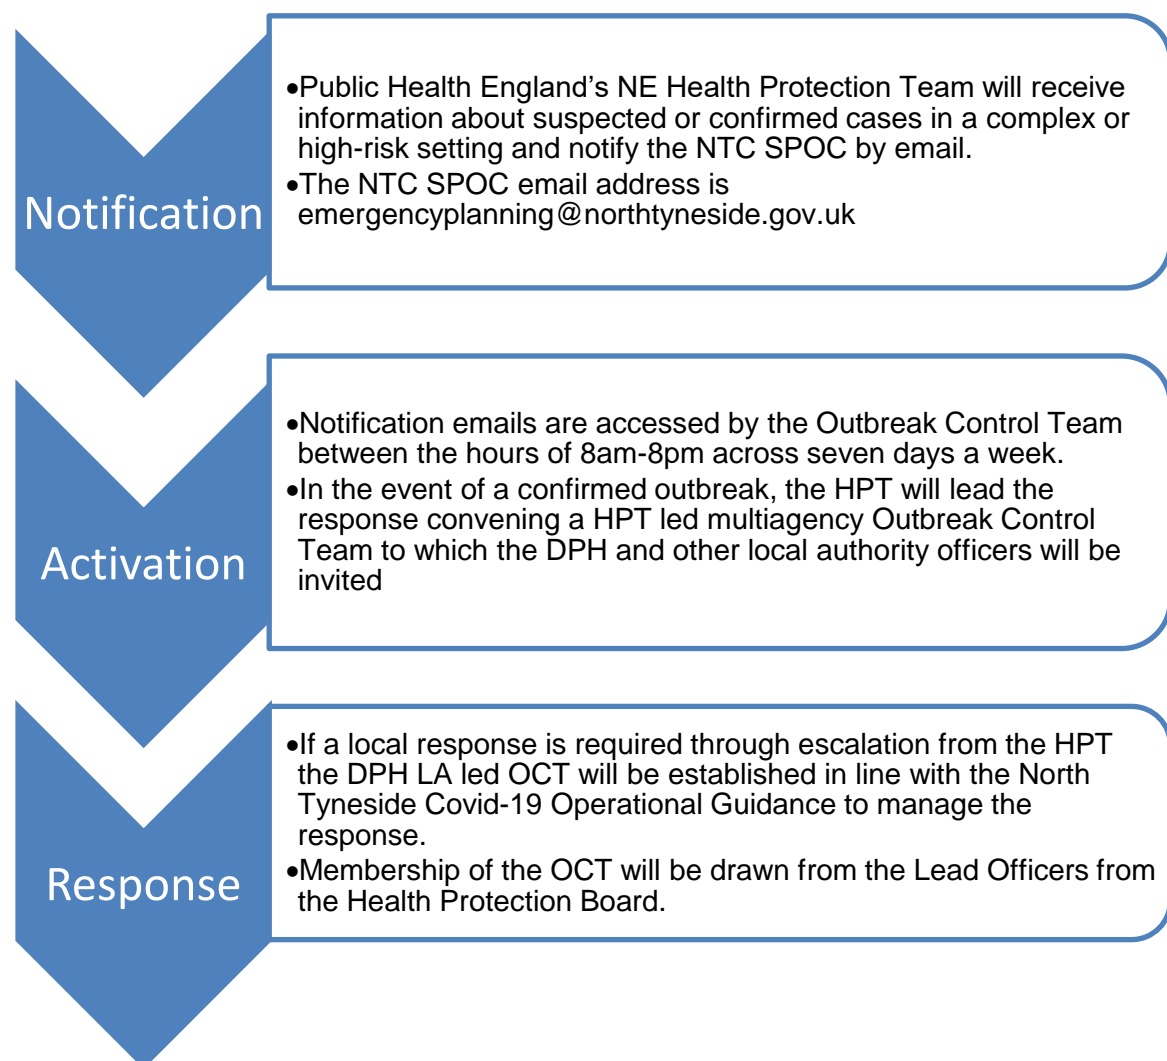 Notification
•Public Health England's NE Health Protection Team will receive
information about suspected or confirmed cases in a complex or
high-risk setting and notify the NTC SPOC by email.
•The NTC SPOC email address is
emergencyplanning@northtyneside.gov.uk
Activation
•Notification emails are accessed by the Outbreak Control Team
between the hours of 8am-8pm across seven days a week.
•In the event of a confirmed outbreak, the HPT will lead the
response convening a HPT led multiagency Outbreak Control
Team to which the DPH and other local authority officers will be
invited
Response
•If a local response is required through escalation from the HPT
the DPH LA led OCT will be established in line with the North
Tyneside Covid-19 Operational Guidance to manage the
response.
•Membership of the OCT will be drawn from the Lead Officers from
the Health Protection Board.